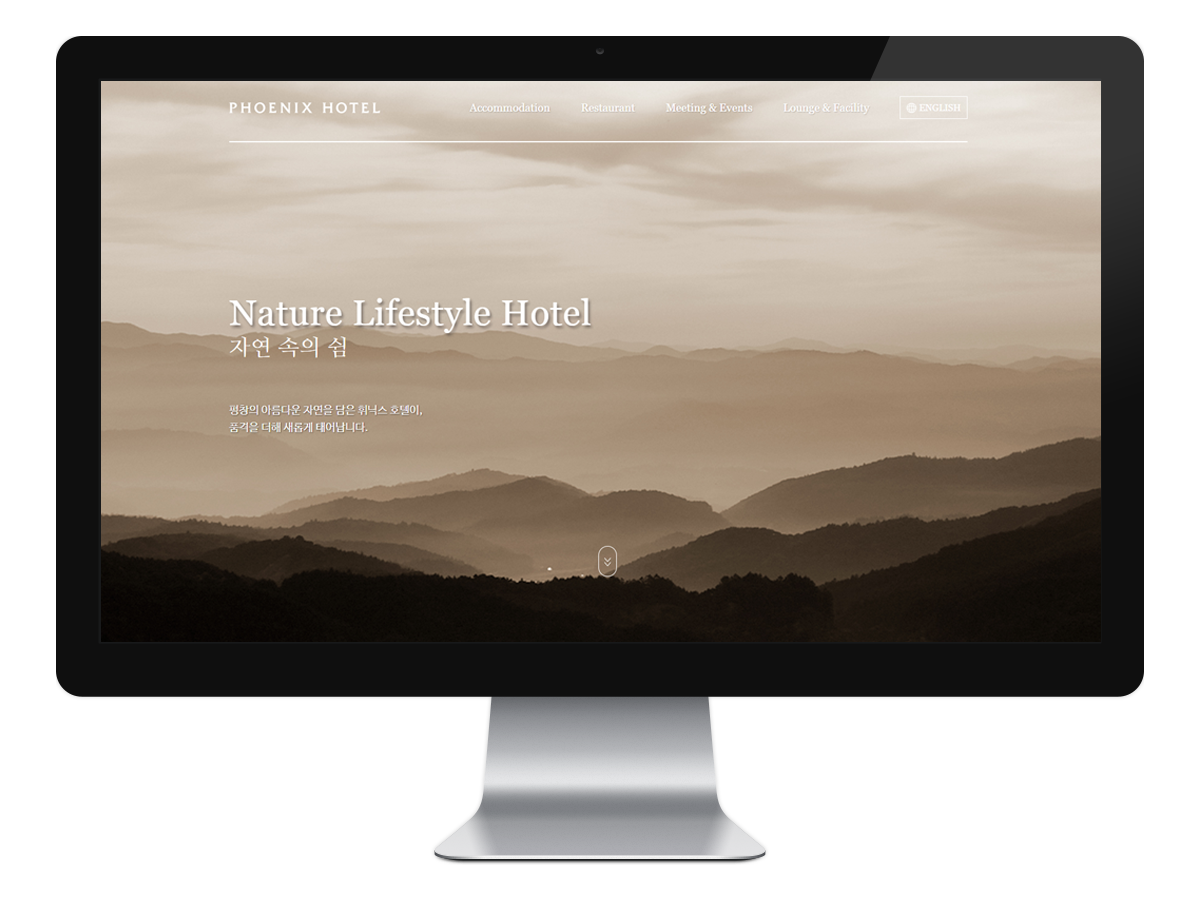 PHOENIX HOTEL Accommodation Restaurant Meeting & Events Lounge & Facility ENGLISH
Nature Lifestyle Hotel
자연 속의 쉼
평창의 아름다운 자연을 담은 휘닉스 호텔이,
품격을 더해 새롭게 태어납니다.